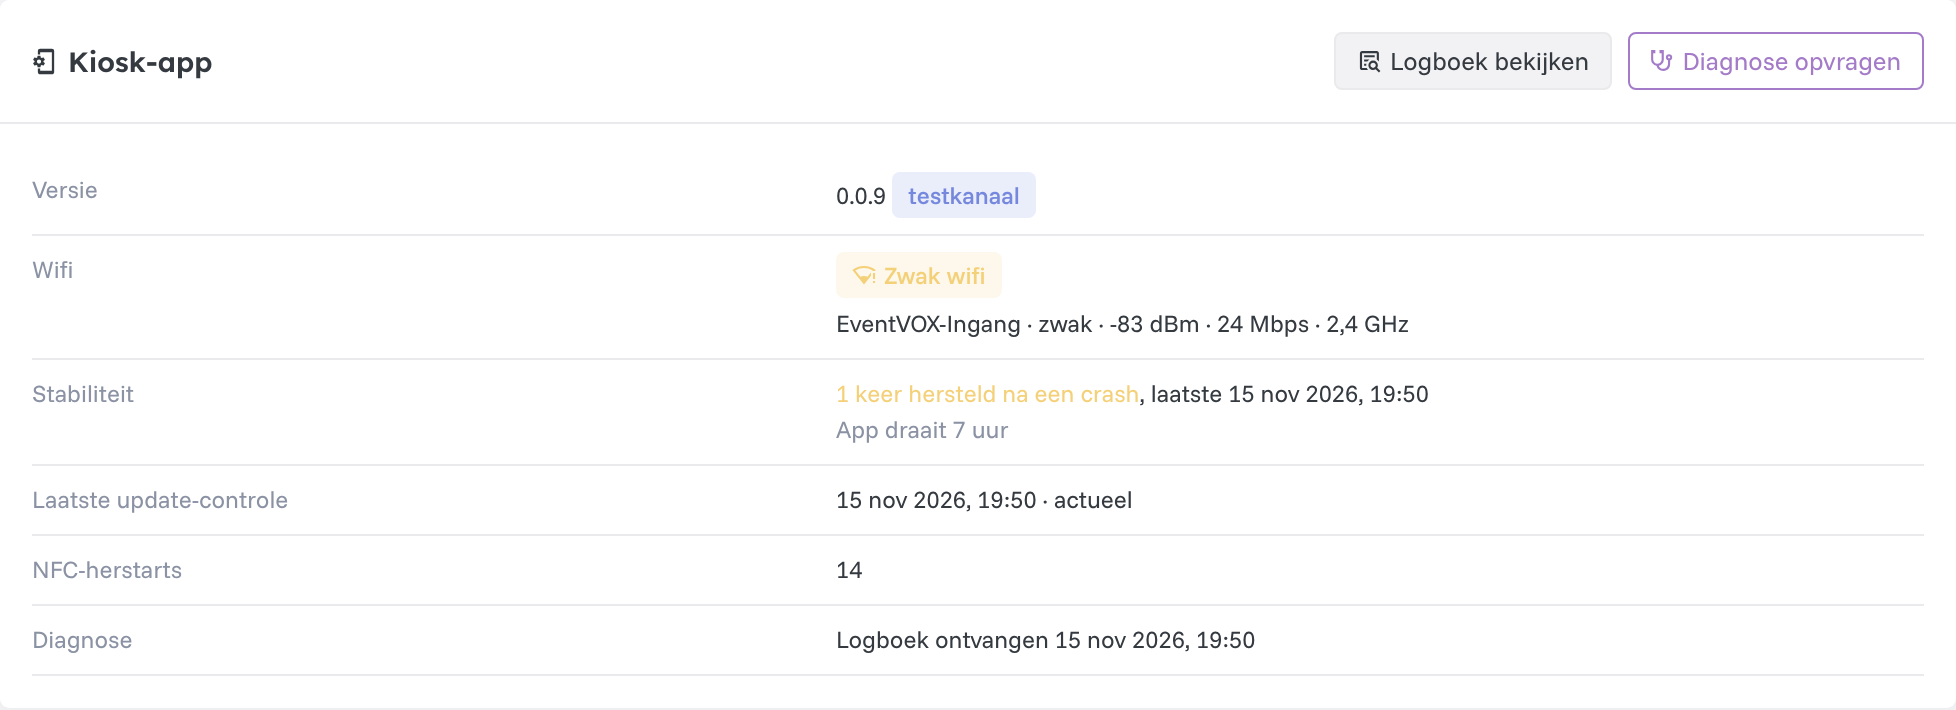 Kiosk-app
Logboek bekijken
Diagnose opvragen
Versie
0.0.9 testkanaal
Wifi
Zwak wifi
EventVOX-Ingang · zwak · -83 dBm · 24 Mbps · 2,4 GHz
Stabiliteit
1 keer hersteld na een crash, laatste 15 nov 2026, 19:50
App draait 7 uur
Laatste update-controle
15 nov 2026, 19:50 · actueel
NFC-herstarts
14
Diagnose
Logboek ontvangen 15 nov 2026, 19:50